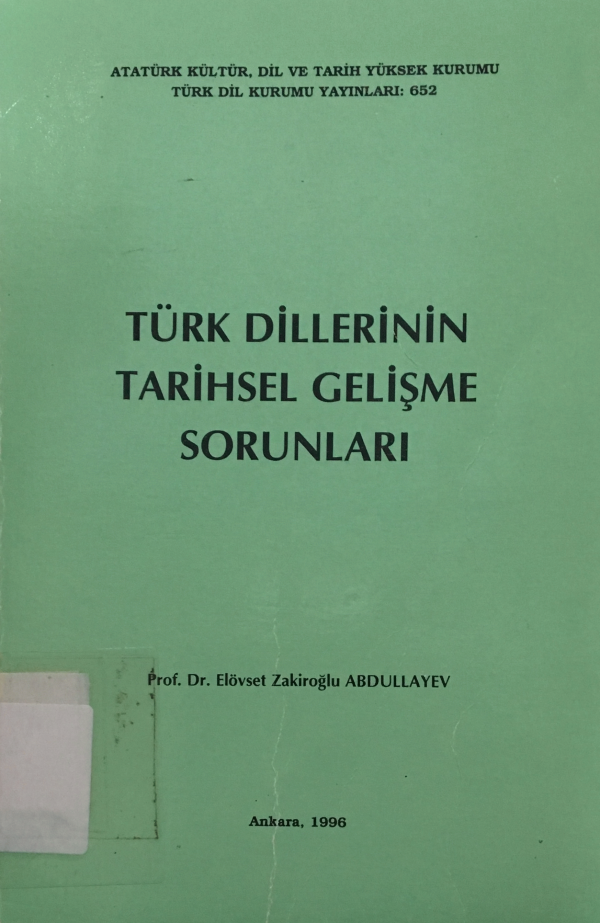 ATATÜRK KÜLTÜR, DİL VE TARİH YÜKSEK KURUMU
TÜRK DİL KURUMU YAYINLARI: 652
TÜRK DİLLERİNİN
TARİHSEL GELİŞME
SORUNLARI
Prof. Dr. Elövset Zakiroğlu ABDULLAYEV
Ankara, 1996